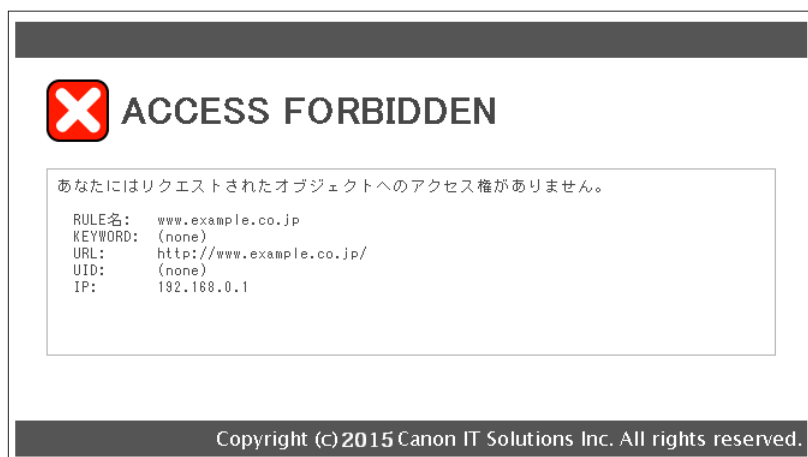 ACCESS FORBIDDEN
あなたにはリクエストされたオブジェクトへのアクセス権がありません。
RULE名: www.example.co.jp
KEYWORD: (none)
URL: http://www.example.co.jp/
UID: (none)
IP: 192.168.0.1
Copyright (c) 2015 Canon IT Solutions Inc. All rights reserved.